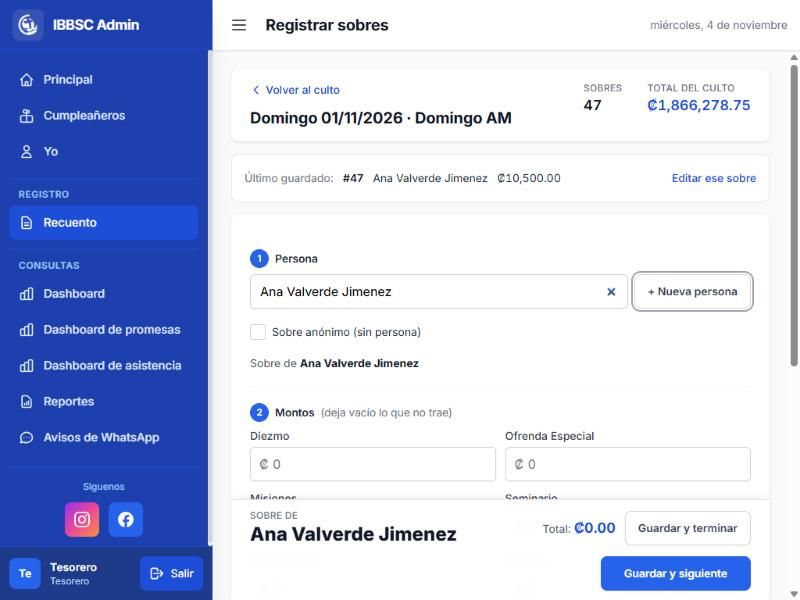 IBBSC Admin
Principal
Cumpleañeros
Yo
REGISTRO
Recuento
CONSULTAS
Dashboard
Dashboard de promesas
Dashboard de asistencia
Reportes
Avisos de WhatsApp
Siguenos
Te
Tesorero
Tesorero
Salir
Registrar sobres
miércoles, 4 de noviembre
Volver al culto
Domingo 01/11/2026 · Domingo AM
SOBRES
47
TOTAL DEL CULTO
₡1,866,278.75
Último guardado: #47 Ana Valverde Jimenez ₡10,500.00
Editar ese sobre
1 Persona
Ana Valverde Jimenez
+ Nueva persona
Sobre anónimo (sin persona)
Sobre de Ana Valverde Jimenez
2 Montos (deja vacío lo que no trae)
Diezmo
Ofrenda Especial
₡ 0
₡ 0
Misiones
Seminario
SOBRE DE
Ana Valverde Jimenez
Total: ₡0.00
Guardar y terminar
Guardar y siguiente